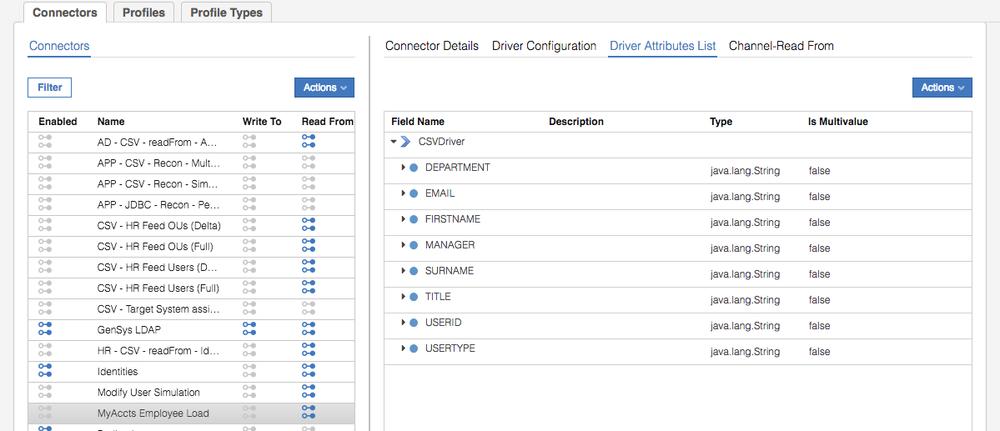 Connectors Profiles Profile Types
Connectors
Filter Actions
Enabled Name Write To Read From
AD - CSV - readFrom - A...
APP - CSV - Recon - Mult...
APP - CSV - Recon - Sim...
APP - JDBC - Recon - Pe...
CSV - HR Feed OUs (Delta)
CSV - HR Feed OUs (Full)
CSV - HR Feed Users (D...
CSV - HR Feed Users (Full)
CSV - Target System assi...
GenSys LDAP
HR - CSV - readFrom - Id...
Identities
Modify User Simulation
MyAccts Employee Load
Connector Details Driver Configuration Driver Attributes List Channel-Read From
Actions
Field Name Description Type Is Multivalue
CSVDriver
DEPARTMENT java.lang.String false
EMAIL java.lang.String false
FIRSTNAME java.lang.String false
MANAGER java.lang.String false
SURNAME java.lang.String false
TITLE java.lang.String false
USERID java.lang.String false
USERTYPE java.lang.String false